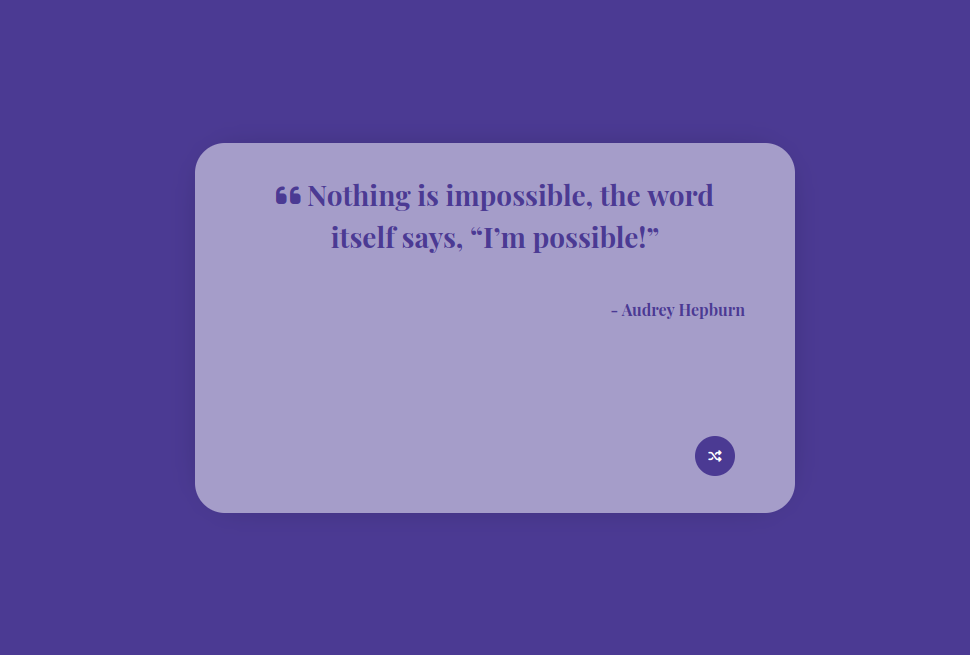 ❝ Nothing is impossible, the word
itself says, “I’m possible!”
- Audrey Hepburn